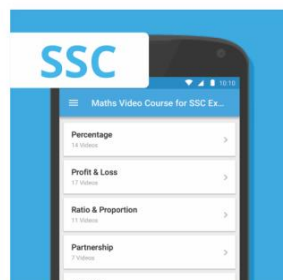 SSC
10:10
Maths Video Course for SSC Ex...
Percentage
14 Videos
Profit & Loss
17 Videos
Ratio & Proportion
11 Videos
Partnership
7 Videos